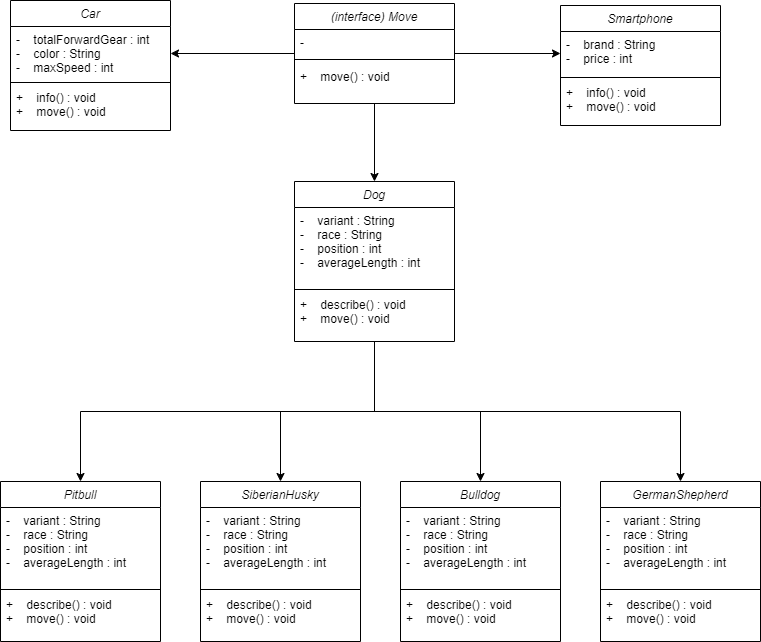 Car
- totalForwardGear : int
- color : String
- maxSpeed : int
+ info() : void
+ move() : void
(interface) Move
-
+ move() : void
Smartphone
- brand : String
- price : int
+ info() : void
+ move() : void
Dog
- variant : String
- race : String
- position : int
- averageLength : int
+ describe() : void
+ move() : void
Pitbull
- variant : String
- race : String
- position : int
- averageLength : int
+ describe() : void
+ move() : void
SiberianHusky
- variant : String
- race : String
- position : int
- averageLength : int
+ describe() : void
+ move() : void
Bulldog
- variant : String
- race : String
- position : int
- averageLength : int
+ describe() : void
+ move() : void
GermanShepherd
- variant : String
- race : String
- position : int
- averageLength : int
+ describe() : void
+ move() : void